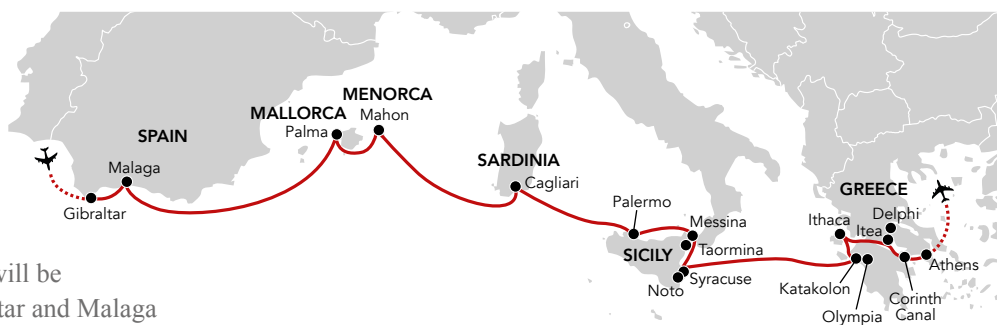 MENORCA
MALLORCA
Mahon
Palma
SPAIN
Malaga
Gibraltar
SARDINIA
Cagliari
Palermo
Messina
SICILY
Taormina
Syracuse
Noto
GREECE
Ithaca
Delphi
Itea
Athens
Katakolon
Corinth
Canal
Olympia
will be
tar and Malaga